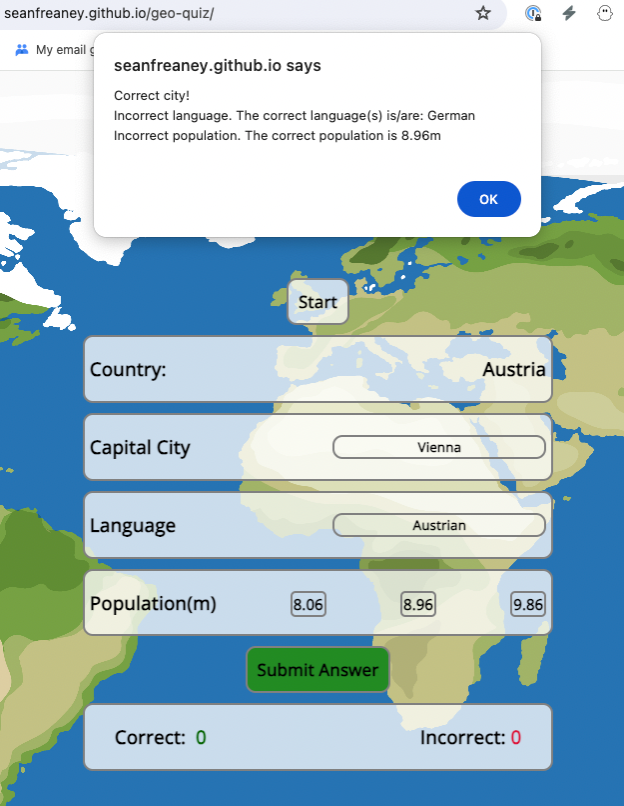 seanfreaney.github.io/geo-quiz/
My email g
seanfreaney.github.io says
Correct city!
Incorrect language. The correct language(s) is/are: German
Incorrect population. The correct population is 8.96m
OK
Start
Country: Austria
Capital City Vienna
Language Austrian
Population(m) 8.06 8.96 9.86
Submit Answer
Correct: 0 Incorrect: 0